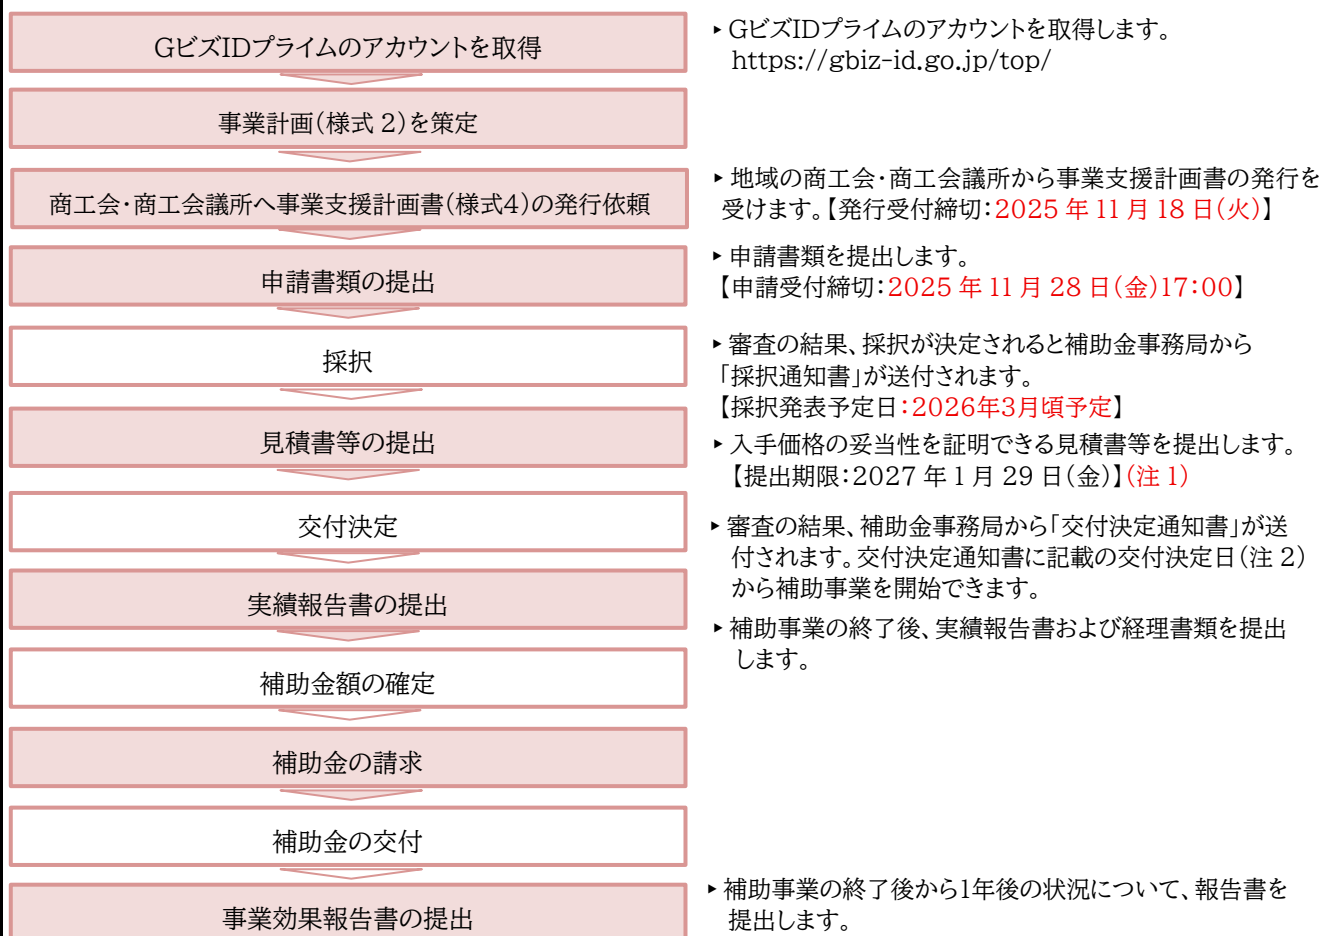 GビズIDプライムのアカウントを取得
▸ GビズIDプライムのアカウントを取得します。
https://gbiz-id.go.jp/top/
事業計画(様式 2)を策定
商工会・商工会議所へ事業支援計画書(様式4)の発行依頼
▸ 地域の商工会・商工会議所から事業支援計画書の発行を
受けます。【発行受付締切:2025 年 11 月 18 日(火)】
申請書類の提出
▸ 申請書類を提出します。
【申請受付締切:2025 年 11 月 28 日(金)17:00】
採択
▸ 審査の結果、採択が決定されると補助金事務局から
「採択通知書」が送付されます。
【採択発表予定日:2026年3月頃予定】
見積書等の提出
▸ 入手価格の妥当性を証明できる見積書等を提出します。
【提出期限:2027 年 1 月 29 日(金)】(注 1)
交付決定
▸ 審査の結果、補助金事務局から「交付決定通知書」が送
付されます。交付決定通知書に記載の交付決定日(注 2)
から補助事業を開始できます。
実績報告書の提出
▸ 補助事業の終了後、実績報告書および経理書類を提出
します。
補助金額の確定
補助金の請求
補助金の交付
事業効果報告書の提出
▸ 補助事業の終了後から1年後の状況について、報告書を
提出します。